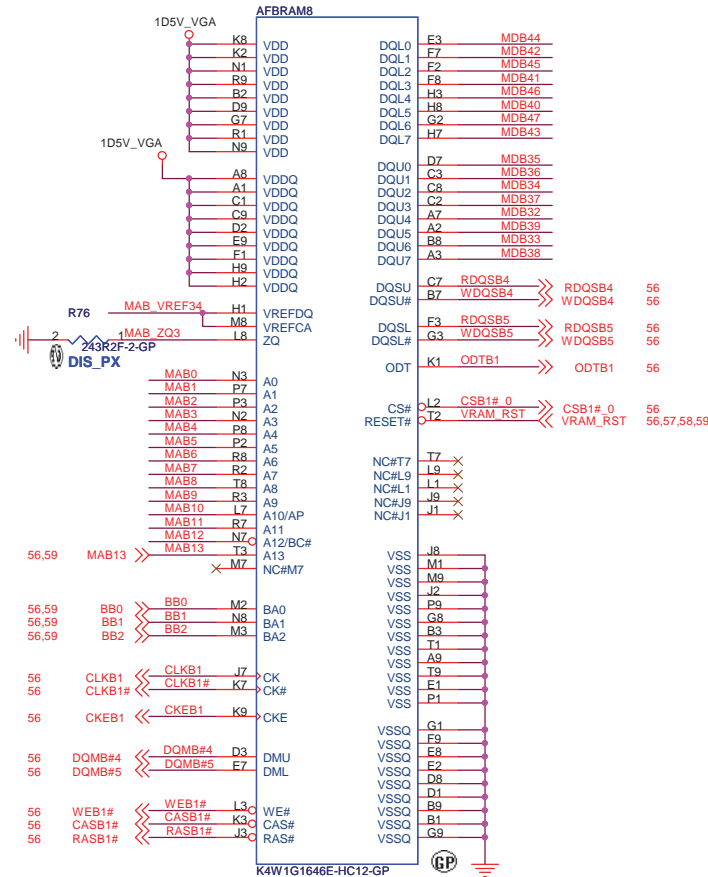 AFBRAM8
1D5V_VGA
K8 VDD
K2 VDD
N1 VDD
R9 VDD
B2 VDD
D9 VDD
G7 VDD
R1 VDD
N9 VDD
1D5V_VGA
A8 VDDQ
A1 VDDQ
C1 VDDQ
C9 VDDQ
D2 VDDQ
E9 VDDQ
F1 VDDQ
H9 VDDQ
H2 VDDQ
MAB_VREF34 H1 VREFDQ
M8 VREFCA
R76
2 1 MAB_ZQ3 L8 ZQ
243R2F-2-GP
DIS_PX
MAB0 N3 A0
MAB1 P7 A1
MAB2 P3 A2
MAB3 N2 A3
MAB4 P8 A4
MAB5 P2 A5
MAB6 R8 A6
MAB7 R2 A7
MAB8 T8 A8
MAB9 R3 A9
MAB10 L7 A10/AP
MAB11 R7 A11
MAB12 N7 A12/BC#
56,59 MAB13 MAB13 T3 A13
M7 NC#M7
56,59 BB0 BB0 M2 BA0
56,59 BB1 BB1 N8 BA1
56,59 BB2 BB2 M3 BA2
56 CLKB1 CLKB1 J7 CK
56 CLKB1# CLKB1# K7 CK#
56 CKEB1 CKEB1 K9 CKE
56 DQMB#4 DQMB#4 D3 DMU
56 DQMB#5 DQMB#5 E7 DML
56 WEB1# WEB1# L3 WE#
56 CASB1# CASB1# K3 CAS#
56 RASB1# RASB1# J3 RAS#
DQL0 E3 MDB44
DQL1 F7 MDB42
DQL2 F2 MDB45
DQL3 F8 MDB41
DQL4 H3 MDB46
DQL5 H8 MDB40
DQL6 G2 MDB47
DQL7 H7 MDB43
DQU0 D7 MDB35
DQU1 C3 MDB36
DQU2 C8 MDB34
DQU3 C2 MDB37
DQU4 A7 MDB32
DQU5 A2 MDB39
DQU6 B8 MDB33
DQU7 A3 MDB38
DQSU C7 RDQSB4 RDQSB4 56
DQSU# B7 WDQSB4 WDQSB4 56
DQSL F3 RDQSB5 RDQSB5 56
DQSL# G3 WDQSB5 WDQSB5 56
ODT K1 ODTB1 ODTB1 56
CS# L2 CSB1#_0 CSB1#_0 56
RESET# T2 VRAM_RST VRAM_RST 56,57,58,59
NC#T7 T7
NC#L9 L9
NC#L1 L1
NC#J9 J9
NC#J1 J1
VSS J8
VSS M1
VSS M9
VSS J2
VSS P9
VSS G8
VSS B3
VSS T1
VSS A9
VSS T9
VSS E1
VSS P1
VSSQ G1
VSSQ F9
VSSQ E8
VSSQ E2
VSSQ D8
VSSQ D1
VSSQ B9
VSSQ B1
VSSQ G9
K4W1G1646E-HC12-GP
GP